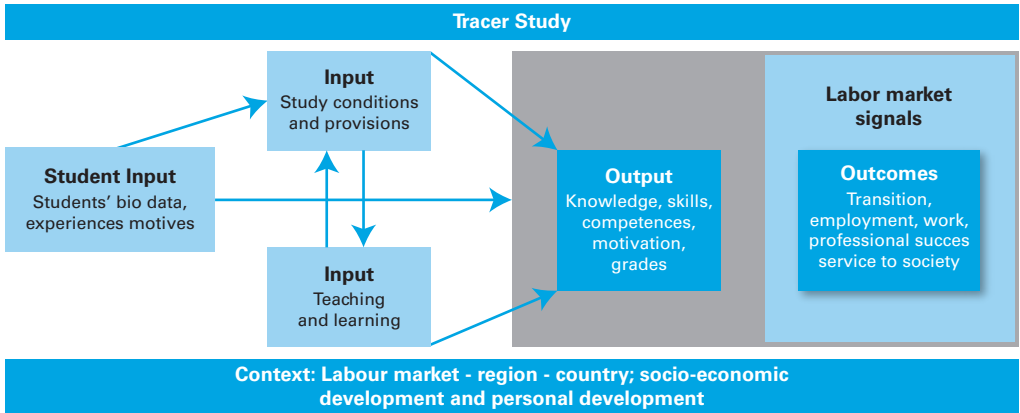 Tracer Study
Input
Study conditions
and provisions
Student Input
Students’ bio data,
experiences motives
Input
Teaching
and learning
Output
Knowledge, skills,
competences,
motivation,
grades
Labor market
signals
Outcomes
Transition,
employment, work,
professional succes
service to society
Context: Labour market - region - country; socio-economic
development and personal development